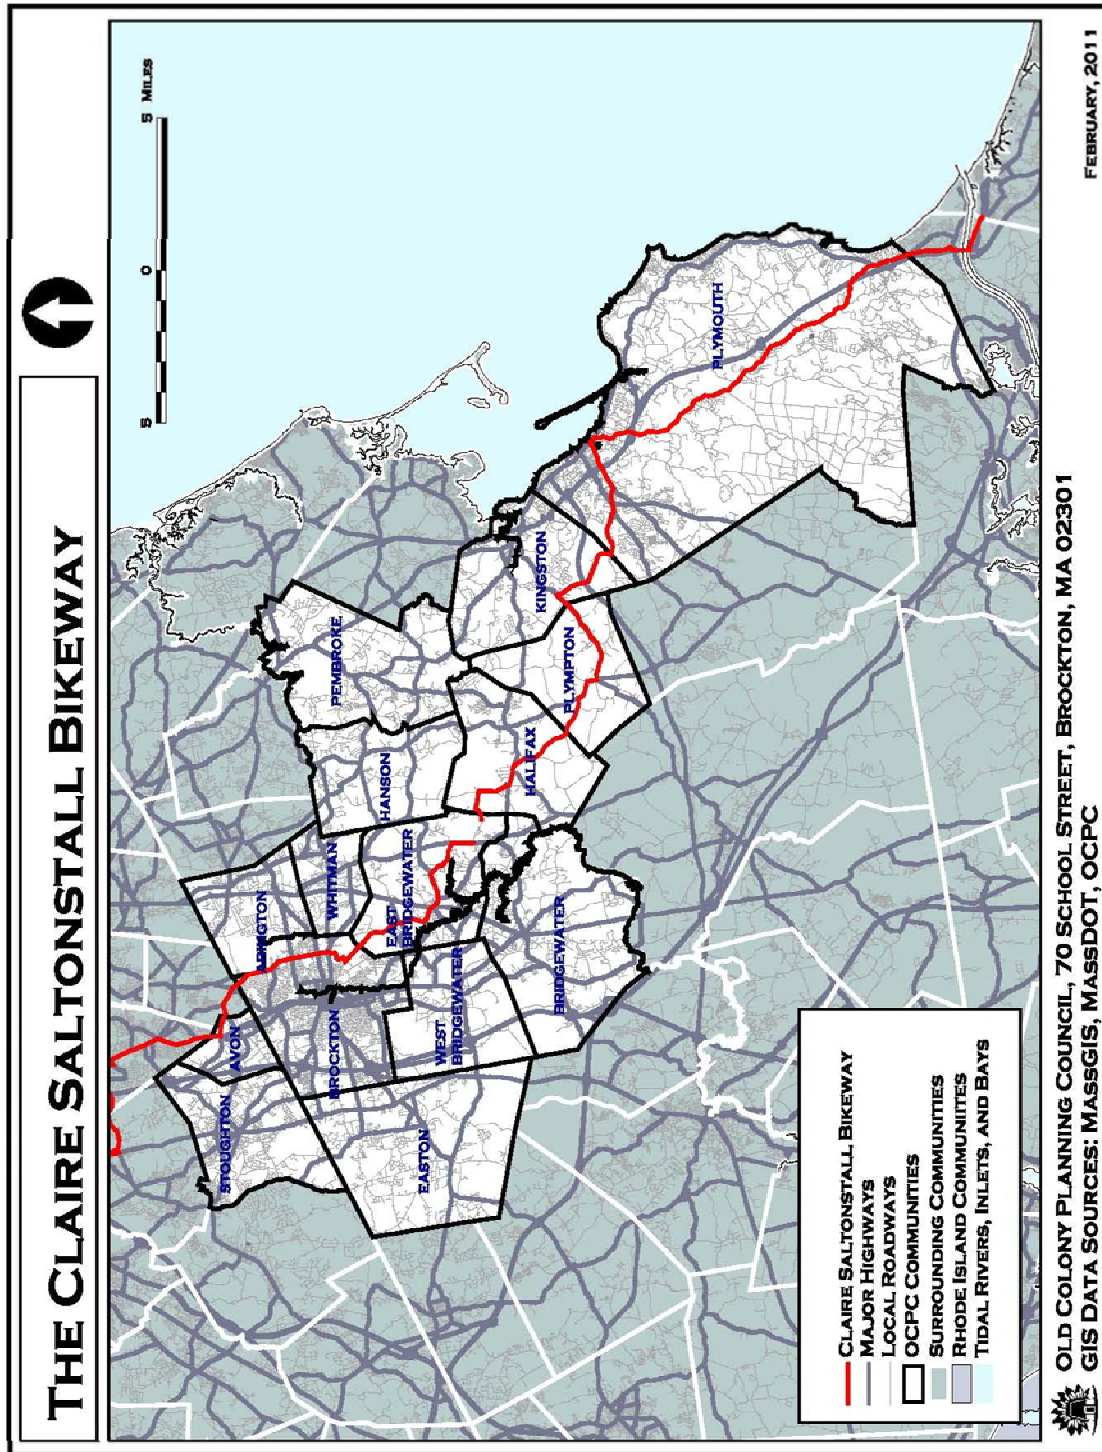 THE CLAIRE SALTONSTALL BIKEWAY
5 0 5 MILES
STOUGHTON
AVON
ABINGTON
BROCKTON
WHITMAN
HANSON
PEMBROKE
EASTON
WEST
BRIDGEWATER
EAST
BRIDGEWATER
BRIDGEWATER
HALIFAX
PLYMPTON
KINGSTON
PLYMOUTH
CLAIRE SALTONSTALL BIKEWAY
MAJOR HIGHWAYS
LOCAL ROADWAYS
OCPC COMMUNITIES
SURROUNDING COMMUNITIES
RHODE ISLAND COMMUNITES
TIDAL RIVERS, INLETS, AND BAYS
OLD COLONY PLANNING COUNCIL, 70 SCHOOL STREET, BROCKTON, MA 02301
GIS DATA SOURCES: MASSGIS, MASSDOT, OCPC
FEBRUARY, 2011